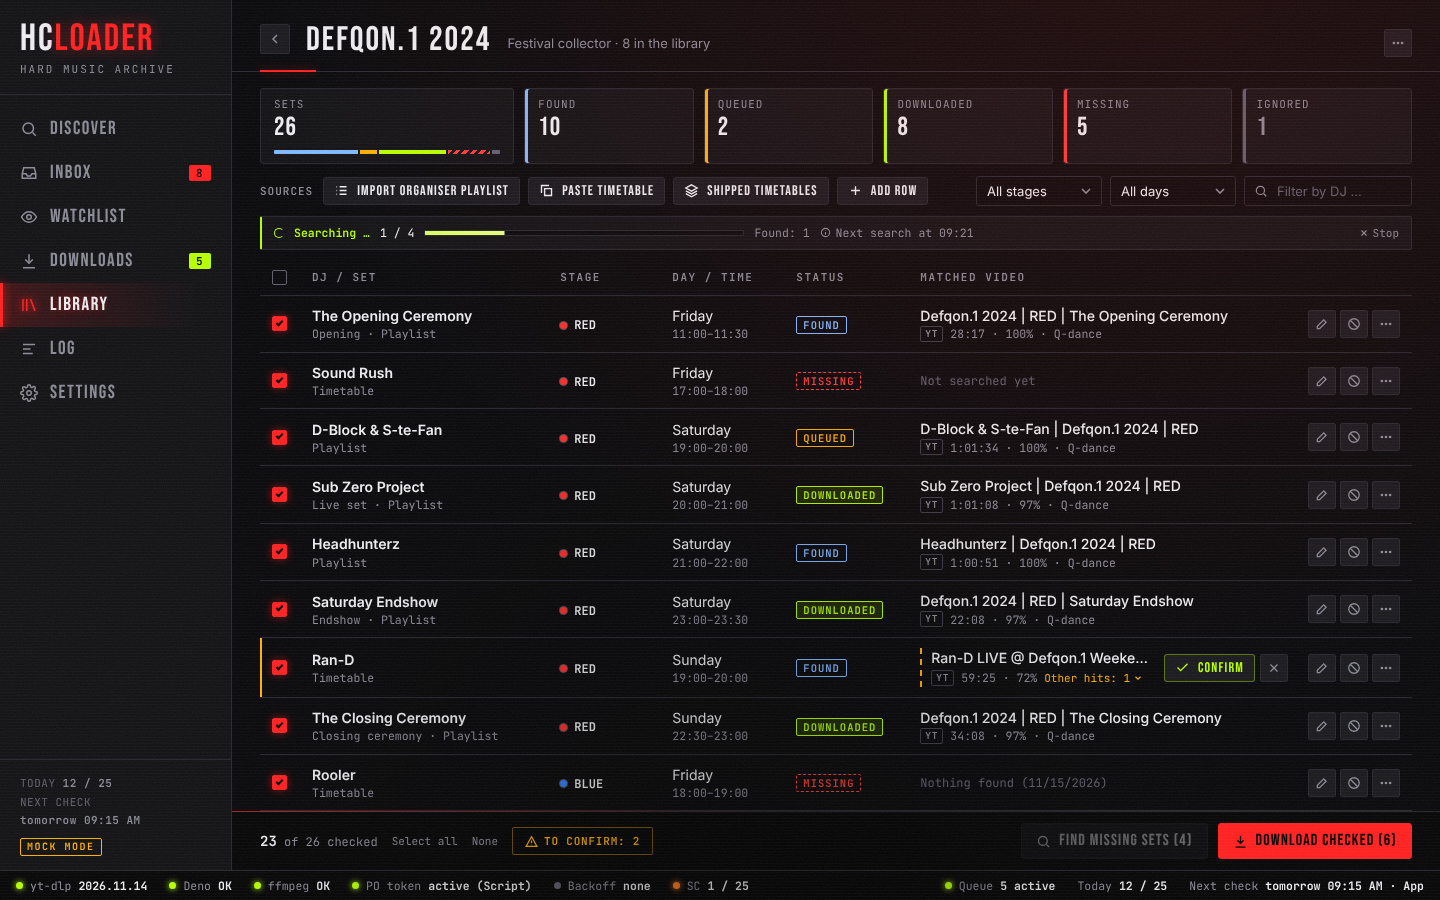 HCLOADER
HARD MUSIC ARCHIVE
DISCOVER
INBOX 8
WATCHLIST
DOWNLOADS 5
LIBRARY
LOG
SETTINGS
TODAY 12 / 25
NEXT CHECK
tomorrow 09:15 AM
MOCK MODE
DEFQON.1 2024 Festival collector · 8 in the library
SETS FOUND QUEUED DOWNLOADED MISSING IGNORED
26 10 2 8 5 1
SOURCES IMPORT ORGANISER PLAYLIST PASTE TIMETABLE SHIPPED TIMETABLES ADD ROW All stages All days Filter by DJ ...
Searching … 1 / 4 Found: 1 Next search at 09:21 Stop
DJ / SET STAGE DAY / TIME STATUS MATCHED VIDEO
The Opening Ceremony RED Friday FOUND Defqon.1 2024 | RED | The Opening Ceremony
Opening · Playlist 11:00–11:30 YT 28:17 · 100% · Q-dance
Sound Rush RED Friday MISSING Not searched yet
Timetable 17:00–18:00
D-Block & S-te-Fan RED Saturday QUEUED D-Block & S-te-Fan | Defqon.1 2024 | RED
Playlist 19:00–20:00 YT 1:01:34 · 100% · Q-dance
Sub Zero Project RED Saturday DOWNLOADED Sub Zero Project | Defqon.1 2024 | RED
Live set · Playlist 20:00–21:00 YT 1:01:08 · 97% · Q-dance
Headhunterz RED Saturday FOUND Headhunterz | Defqon.1 2024 | RED
Playlist 21:00–22:00 YT 1:00:51 · 100% · Q-dance
Saturday Endshow RED Saturday DOWNLOADED Defqon.1 2024 | RED | Saturday Endshow
Endshow · Playlist 23:00–23:30 YT 22:08 · 97% · Q-dance
Ran-D RED Sunday FOUND Ran-D LIVE @ Defqon.1 Weeke... CONFIRM
Timetable 19:00–20:00 YT 59:25 · 72% Other hits: 1
The Closing Ceremony RED Sunday DOWNLOADED Defqon.1 2024 | RED | The Closing Ceremony
Closing ceremony · Playlist 22:30–23:00 YT 34:08 · 97% · Q-dance
Rooler BLUE Friday MISSING Nothing found (11/15/2026)
Timetable 18:00–19:00
23 of 26 checked Select all None TO CONFIRM: 2 FIND MISSING SETS (4) DOWNLOAD CHECKED (6)
yt-dlp 2026.11.14 Deno OK ffmpeg OK PO token active (Script) Backoff none SC 1 / 25 Queue 5 active Today 12 / 25 Next check tomorrow 09:15 AM · App